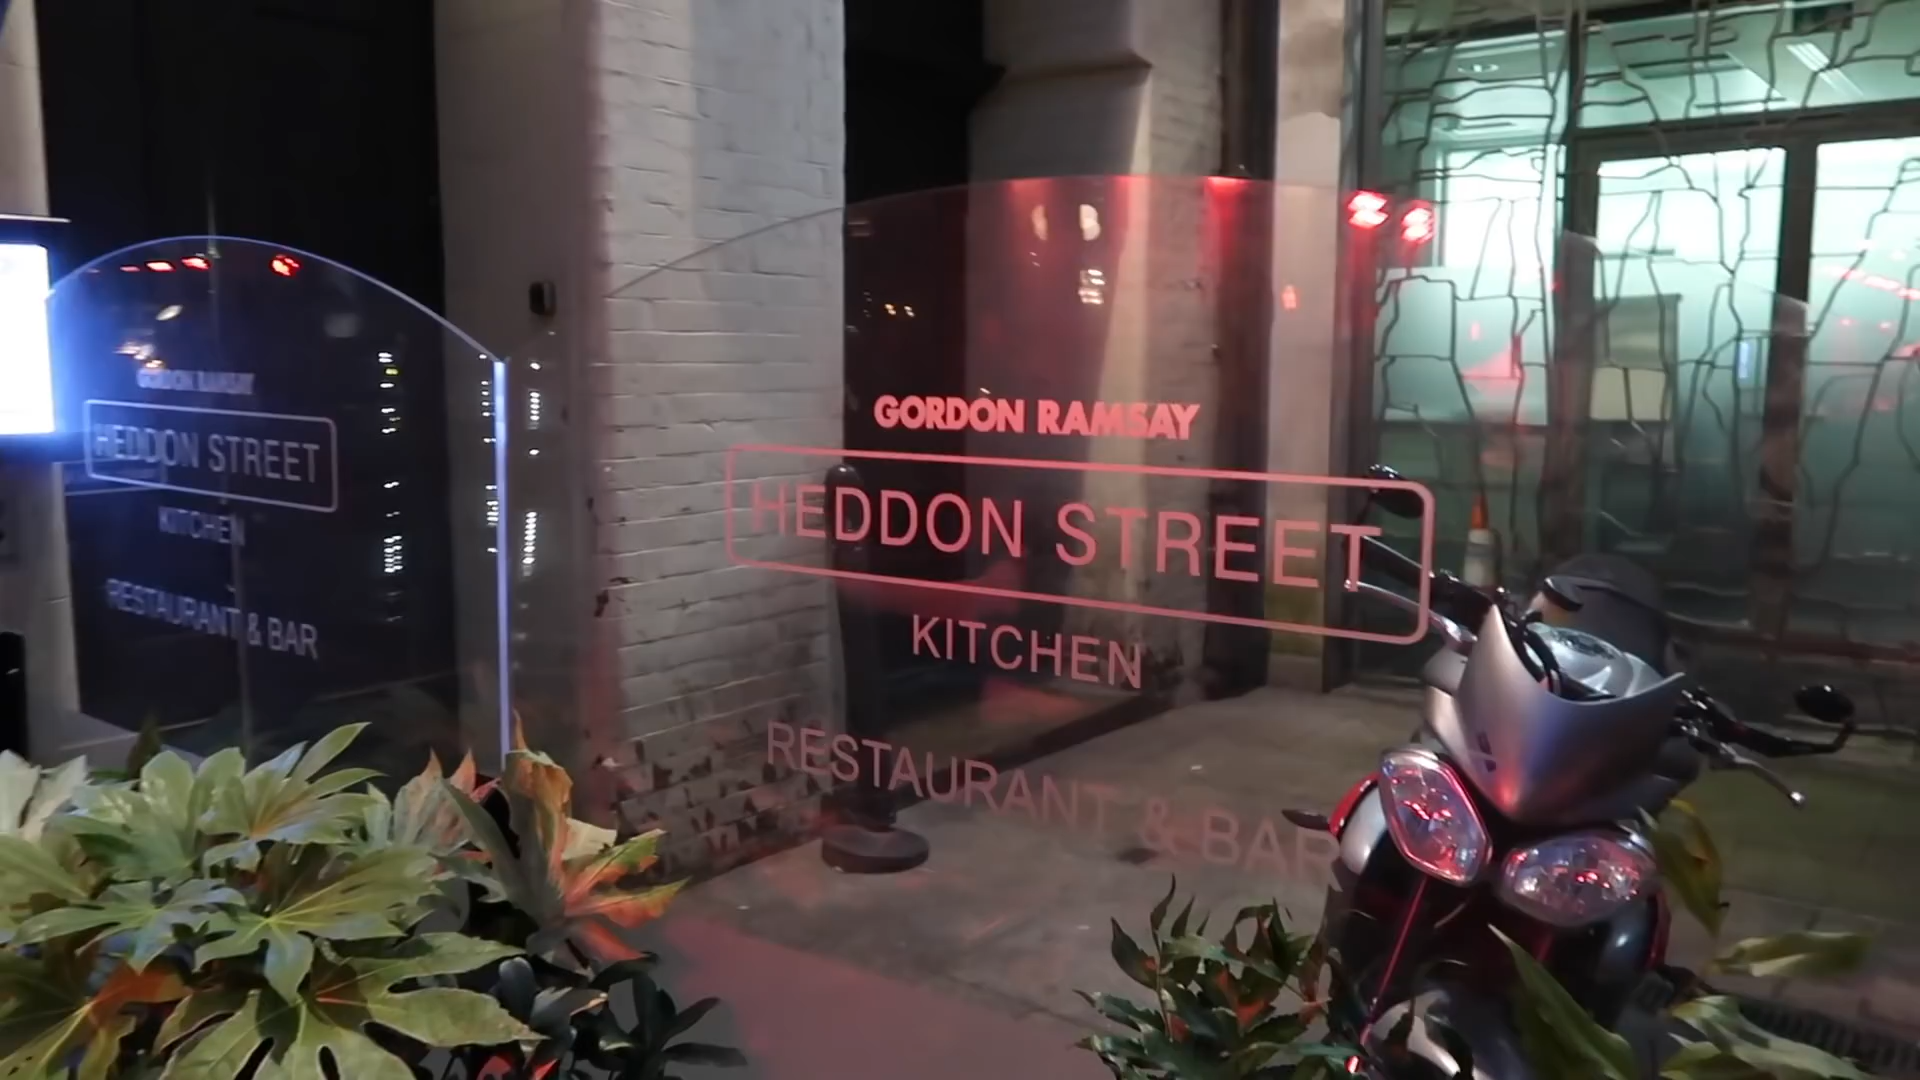 GORDON RAMSAY
HEDDON STREET
KITCHEN
RESTAURANT & BAR
GORDON RAMSAY
HEDDON STREET
KITCHEN
RESTAURANT & BAR